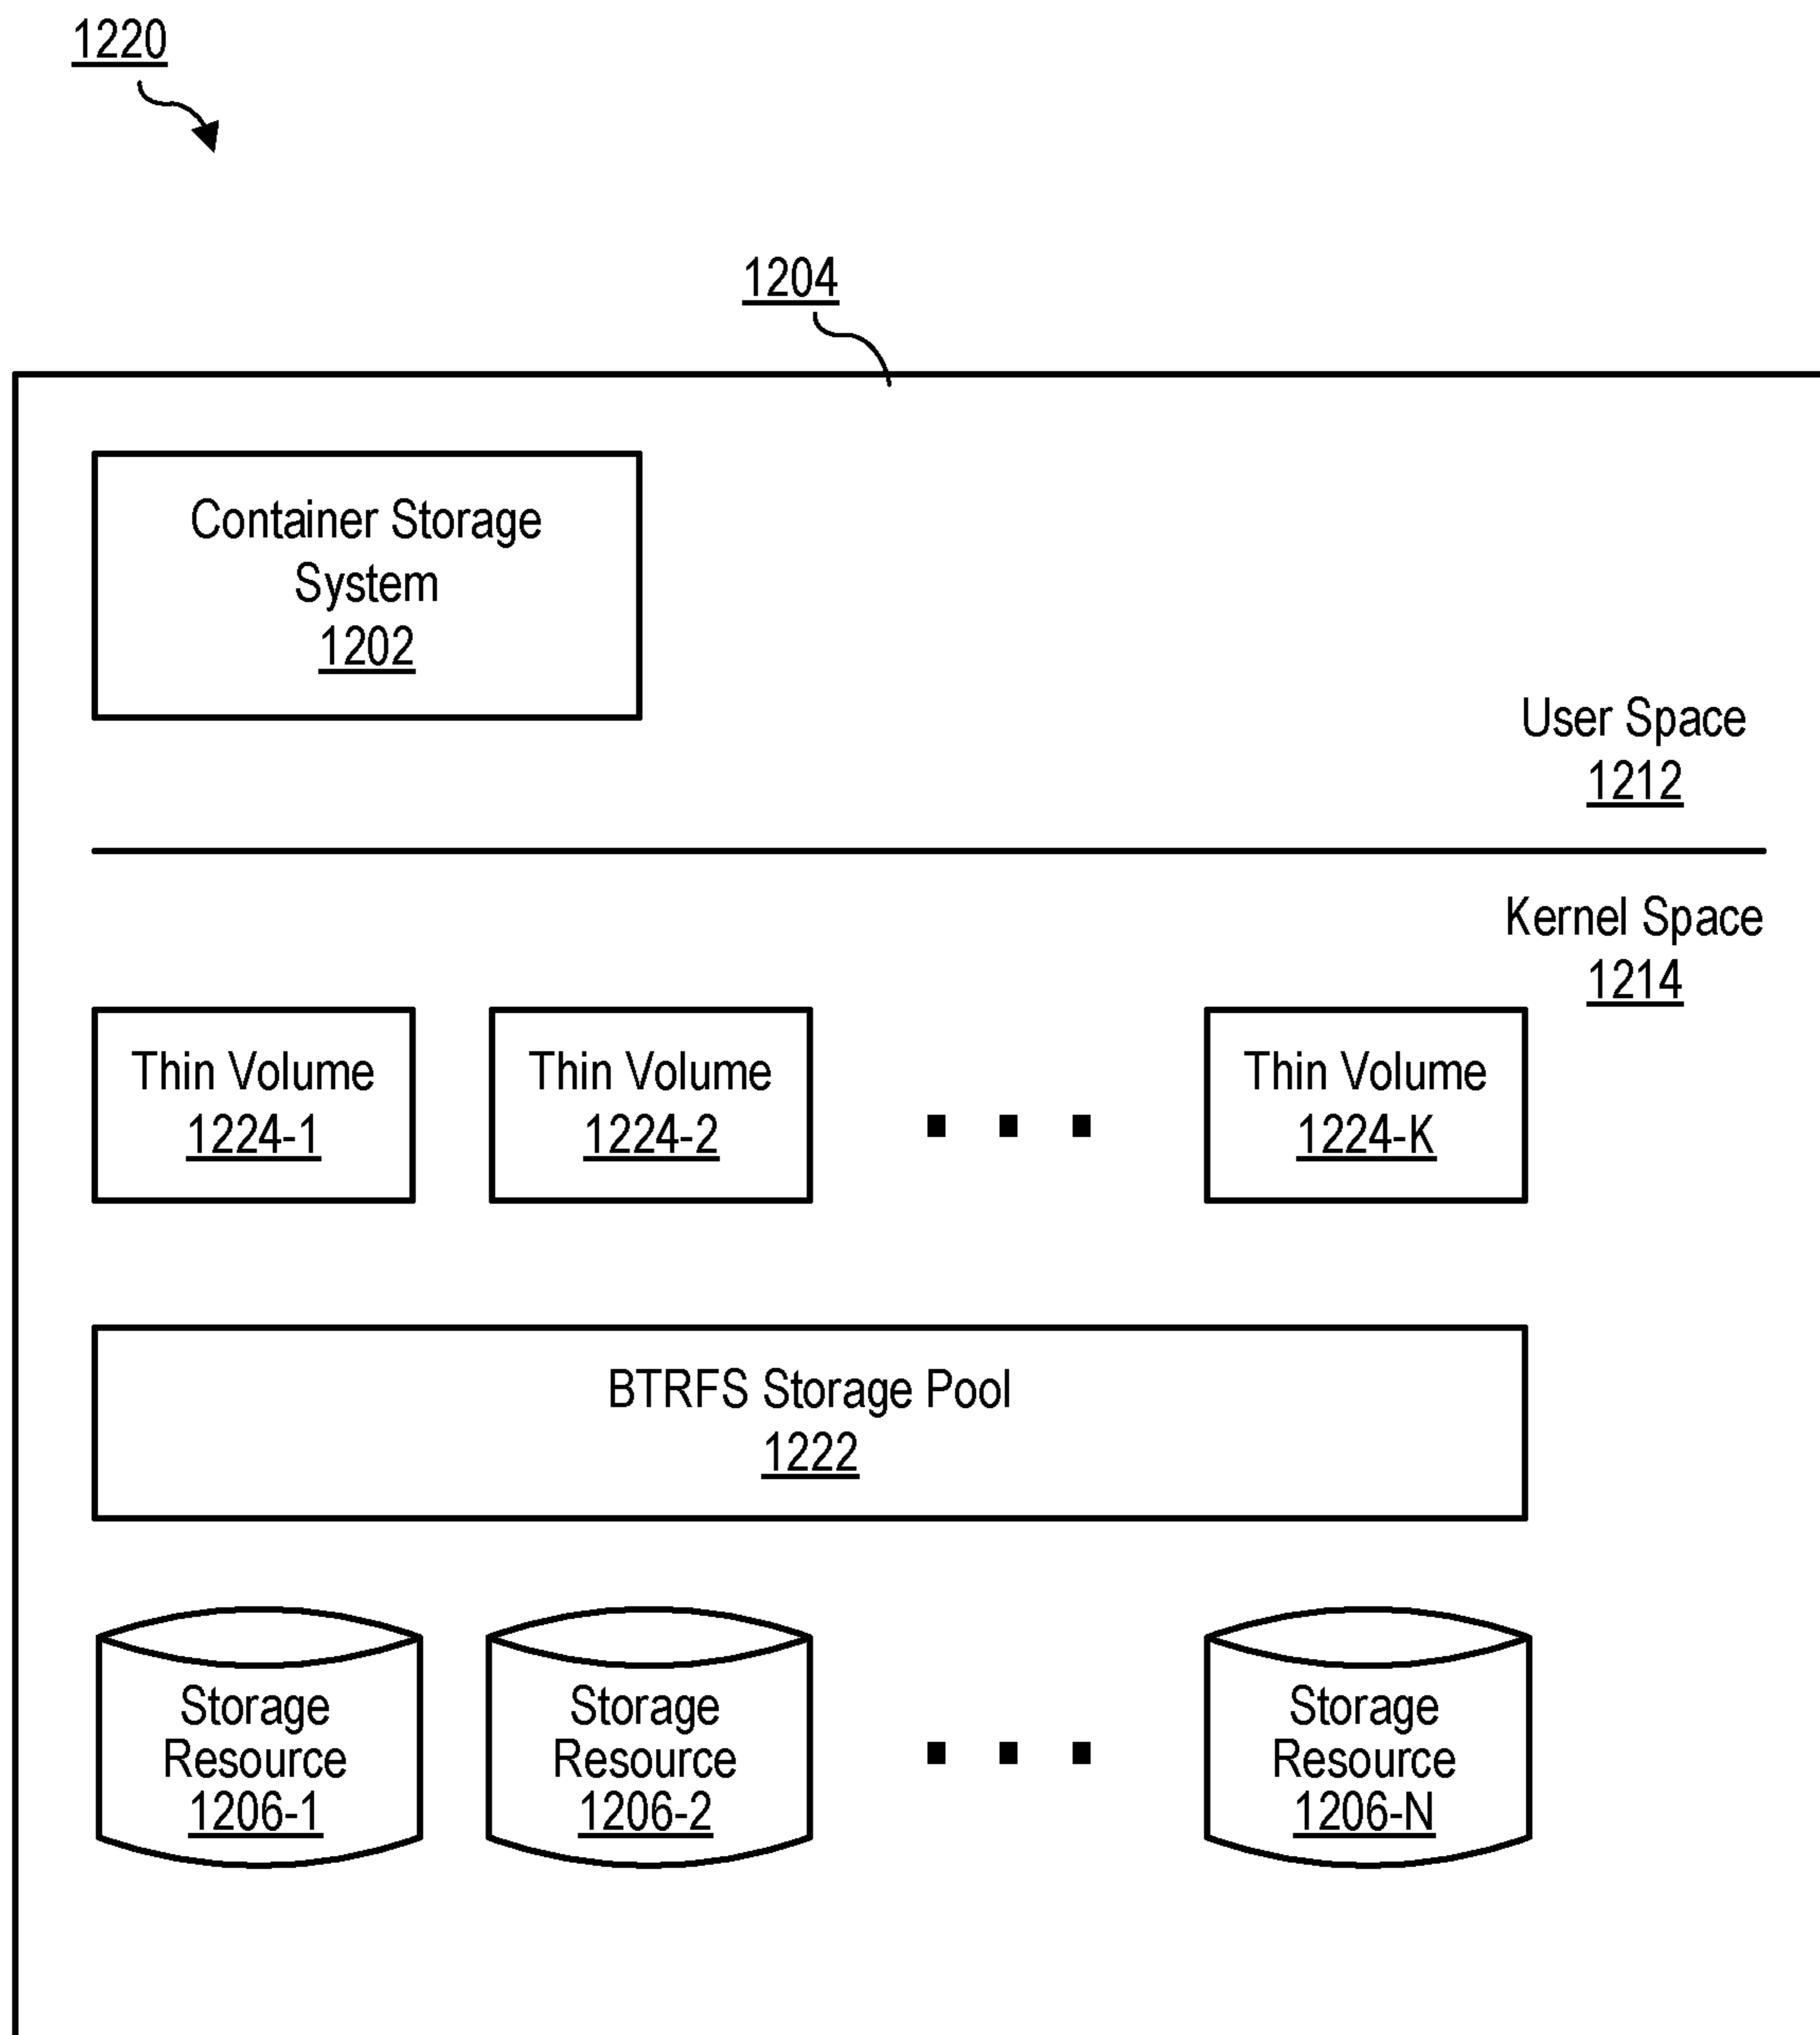 1220
1204
Container Storage
System
1202
User Space
1212
Kernel Space
1214
Thin Volume
1224-1
Thin Volume
1224-2
Thin Volume
1224-K
BTRFS Storage Pool
1222
Storage
Resource
1206-1
Storage
Resource
1206-2
Storage
Resource
1206-N